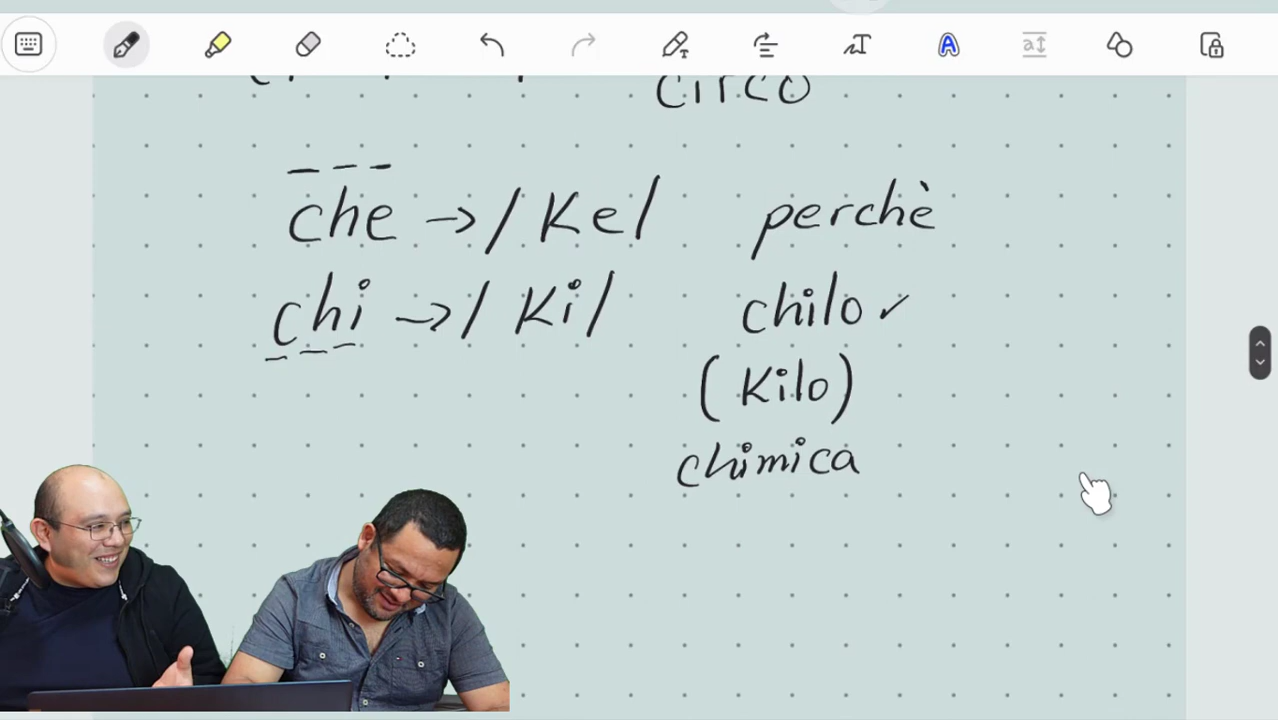 circo
che → / Ke / perchè
chi → / Ki / chilo ✓
(Kilo)
chimica